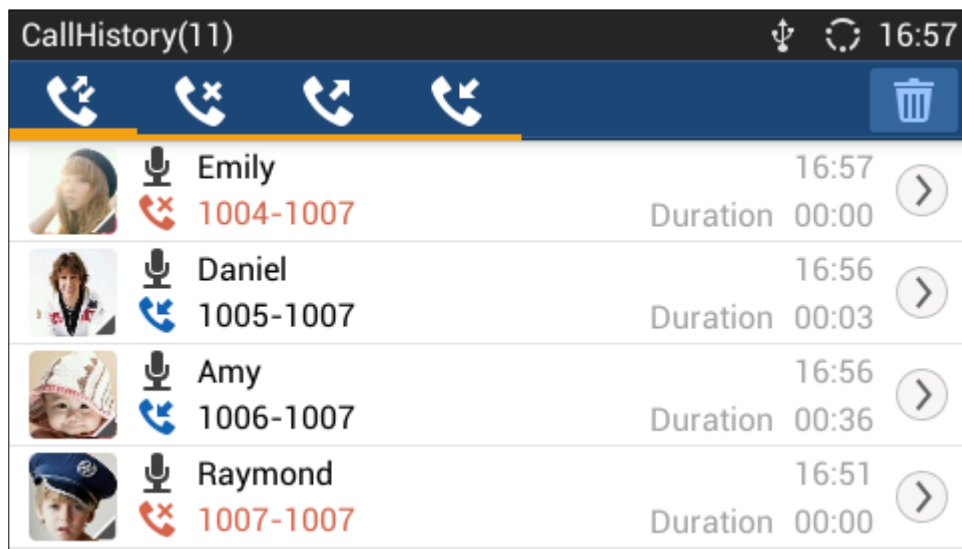 CallHistory(11) 16:57
Emily 16:57
1004-1007 Duration 00:00
Daniel 16:56
1005-1007 Duration 00:03
Amy 16:56
1006-1007 Duration 00:36
Raymond 16:51
1007-1007 Duration 00:00